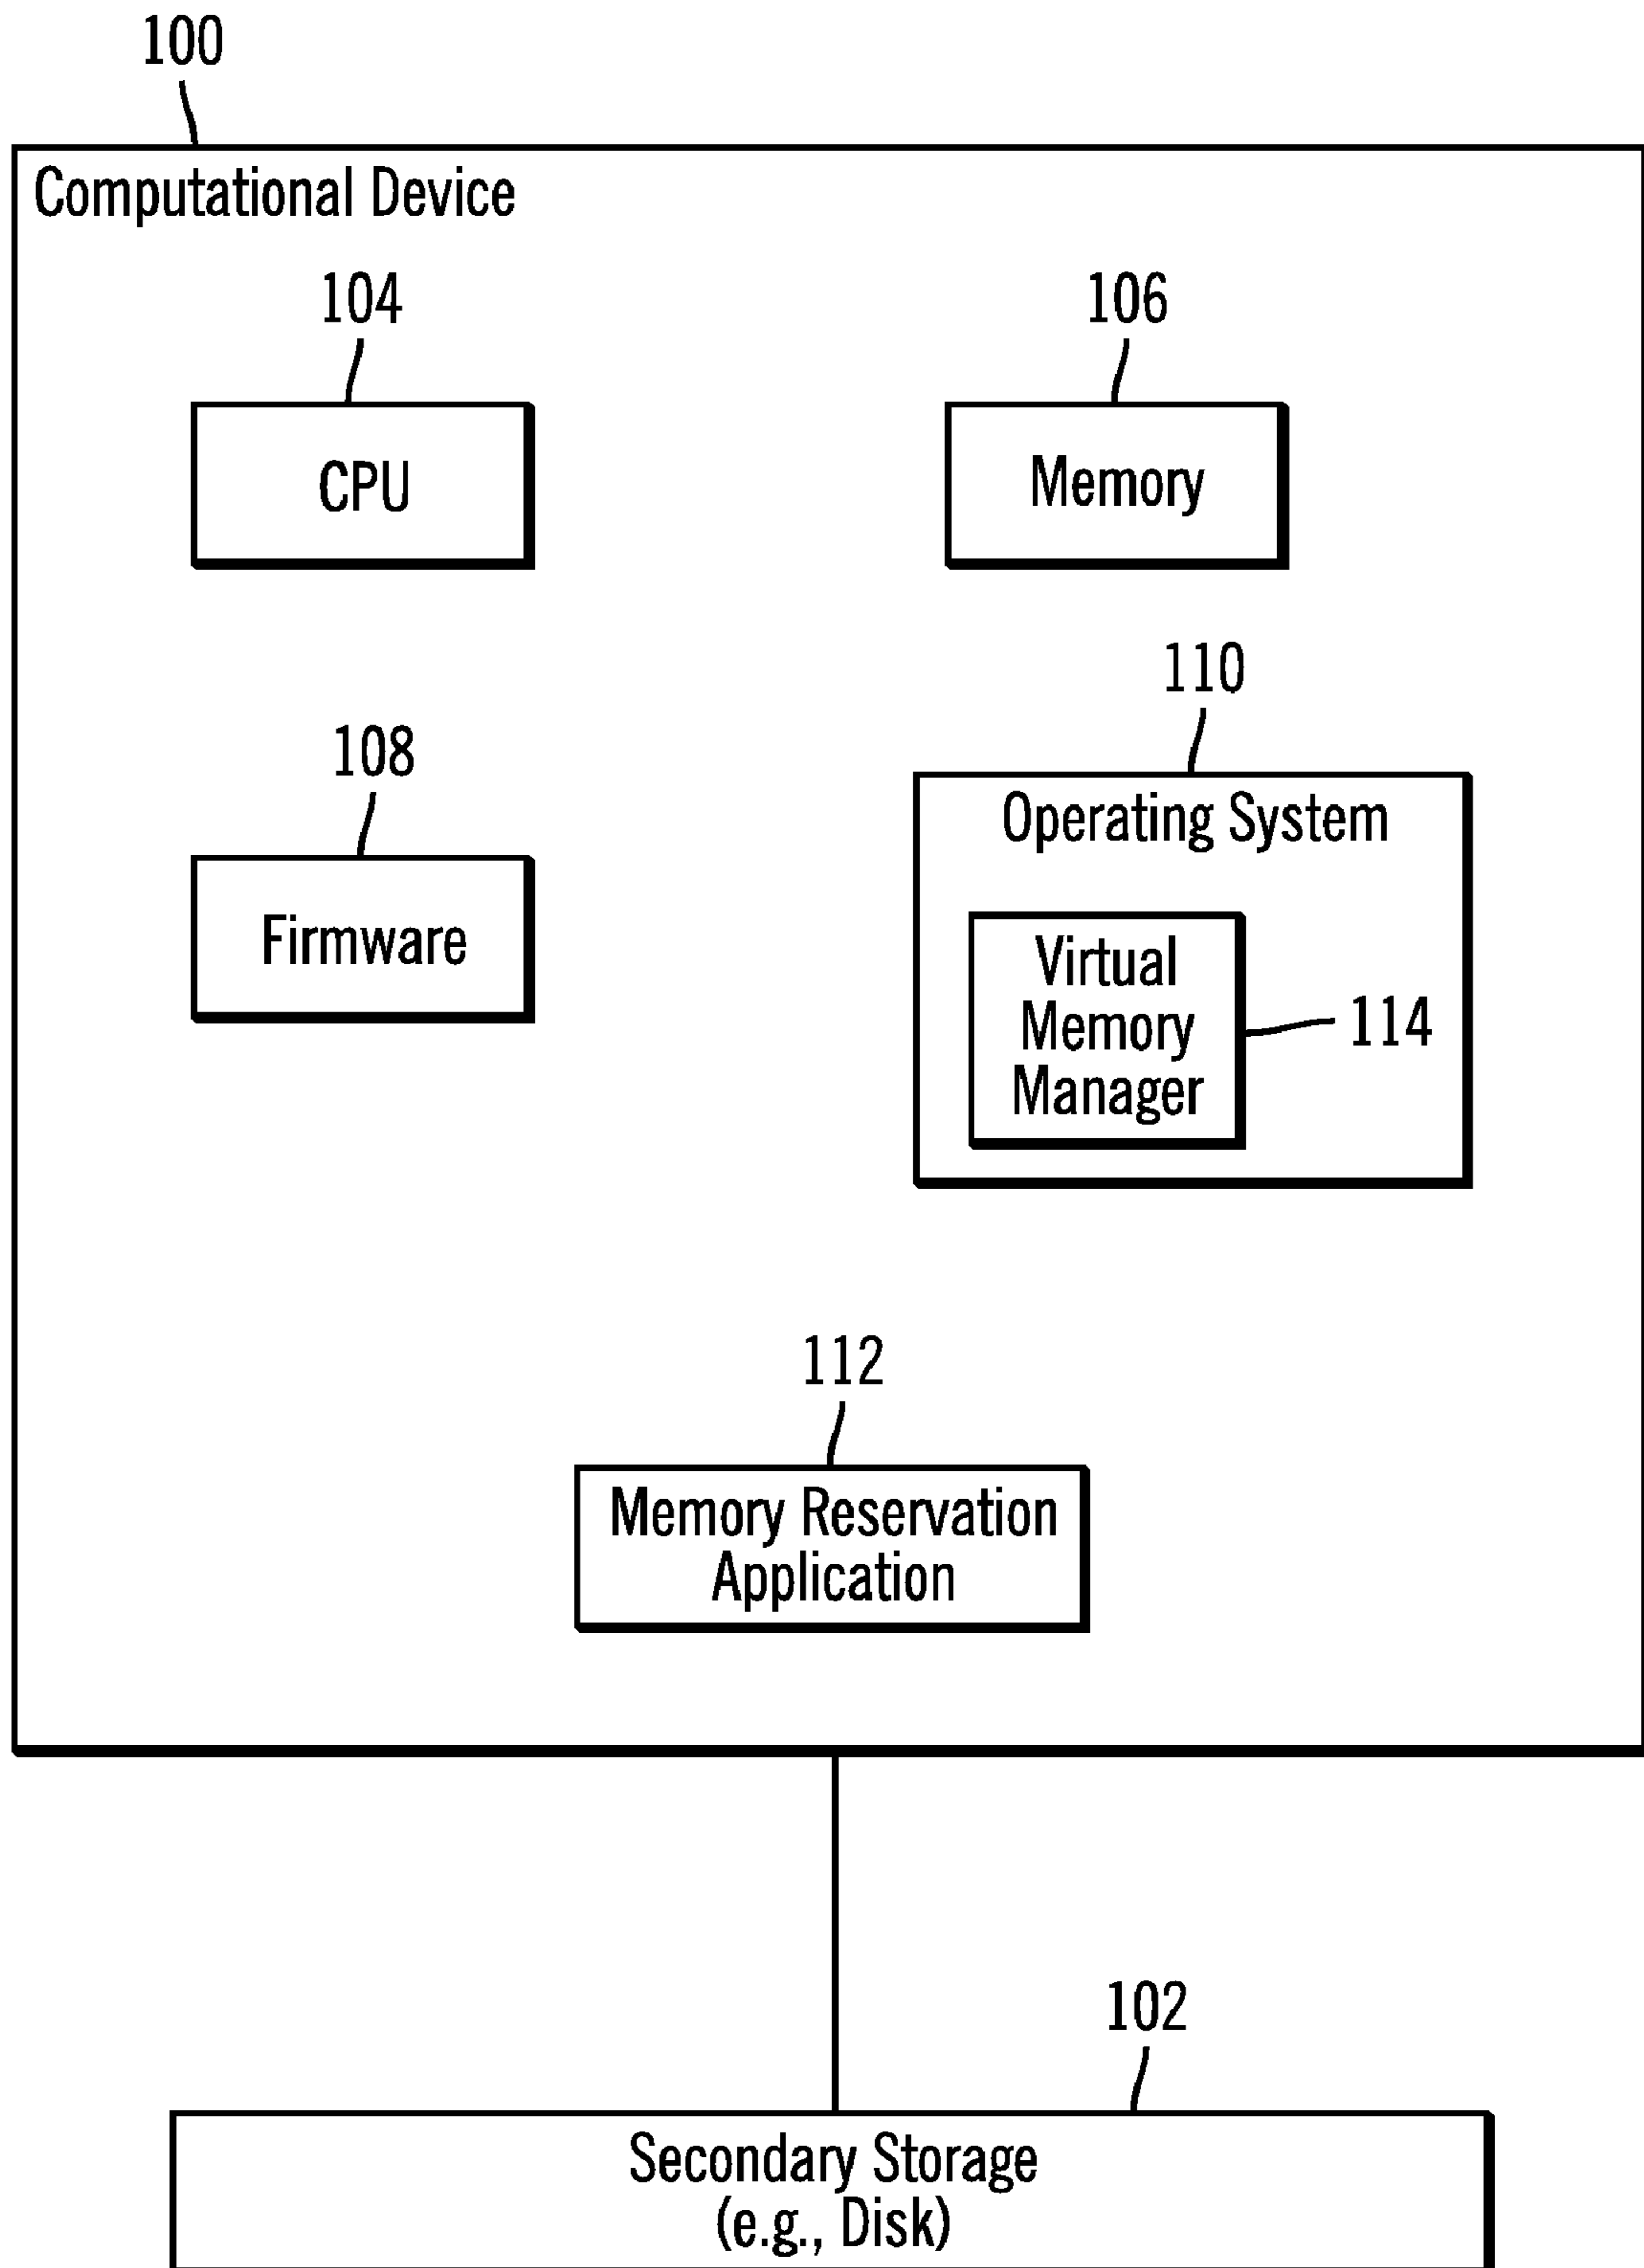 100
Computational Device
104
106
CPU
Memory
110
108
Operating System
Firmware
Virtual
Memory
Manager
114
112
Memory Reservation
Application
102
Secondary Storage
(e.g., Disk)